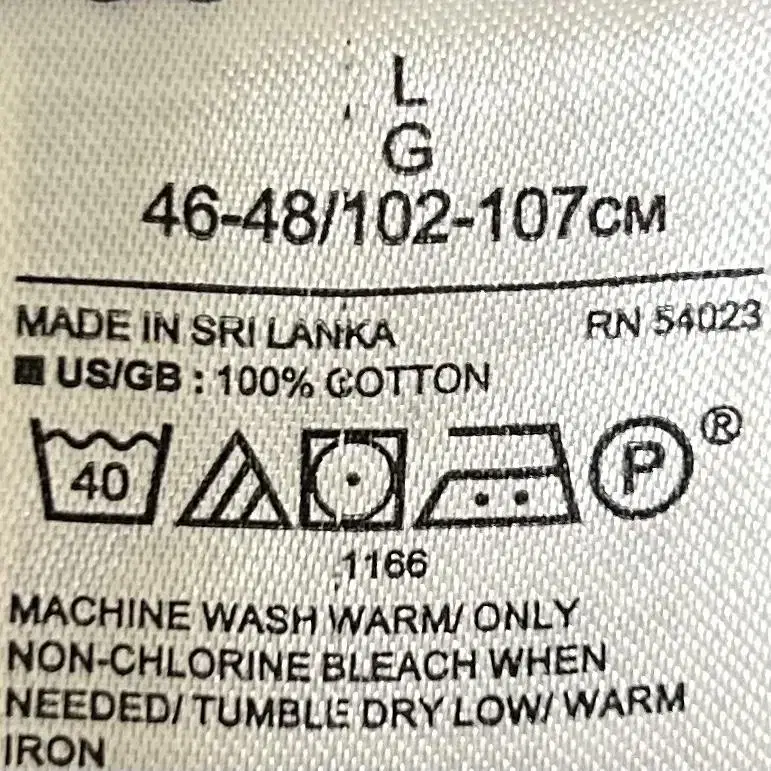 L
G
46-48/102-107CM
MADE IN SRI LANKA
RN 54023
US/GB : 100% COTTON
40
P
®
1166
MACHINE WASH WARM/ ONLY
NON-CHLORINE BLEACH WHEN
NEEDED/ TUMBLE DRY LOW/ WARM
IRON